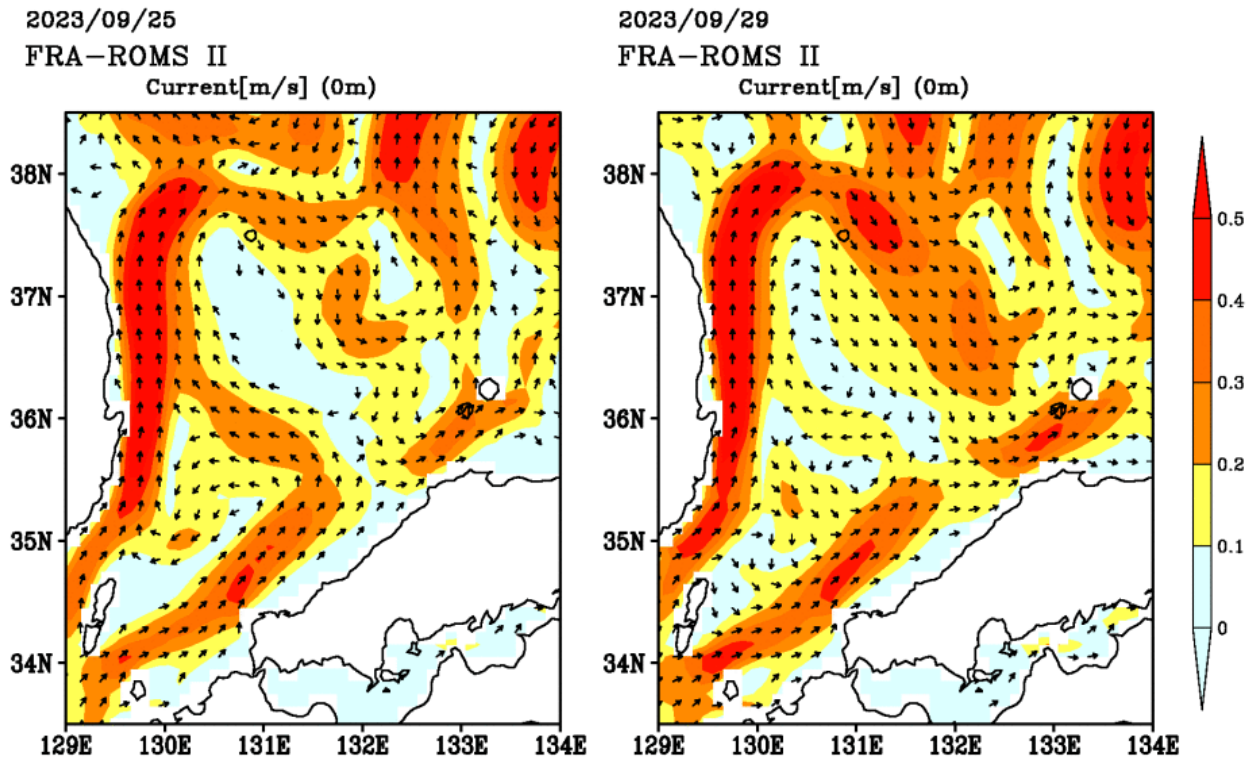 2023/09/25
FRA-ROMS II
Current[m/s] (0m)
38N
37N
36N
35N
34N
129E 130E 131E 132E 133E 134E
2023/09/29
FRA-ROMS II
Current[m/s] (0m)
38N
37N
36N
35N
34N
129E 130E 131E 132E 133E 134E
0.5
0.4
0.3
0.2
0.1
0